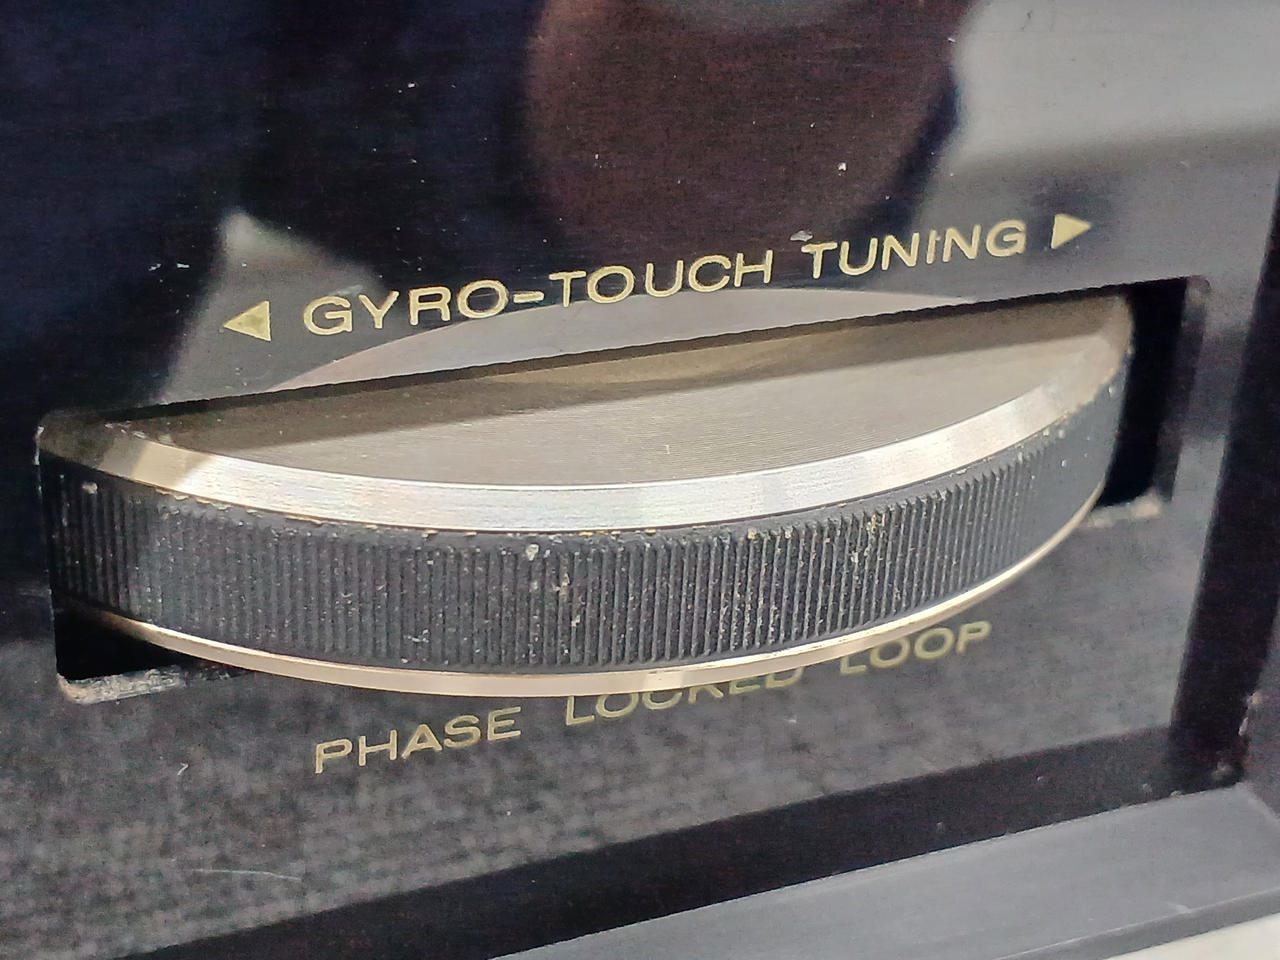 ◀ GYRO-TOUCH TUNING ▶
PHASE LOCKED LOOP